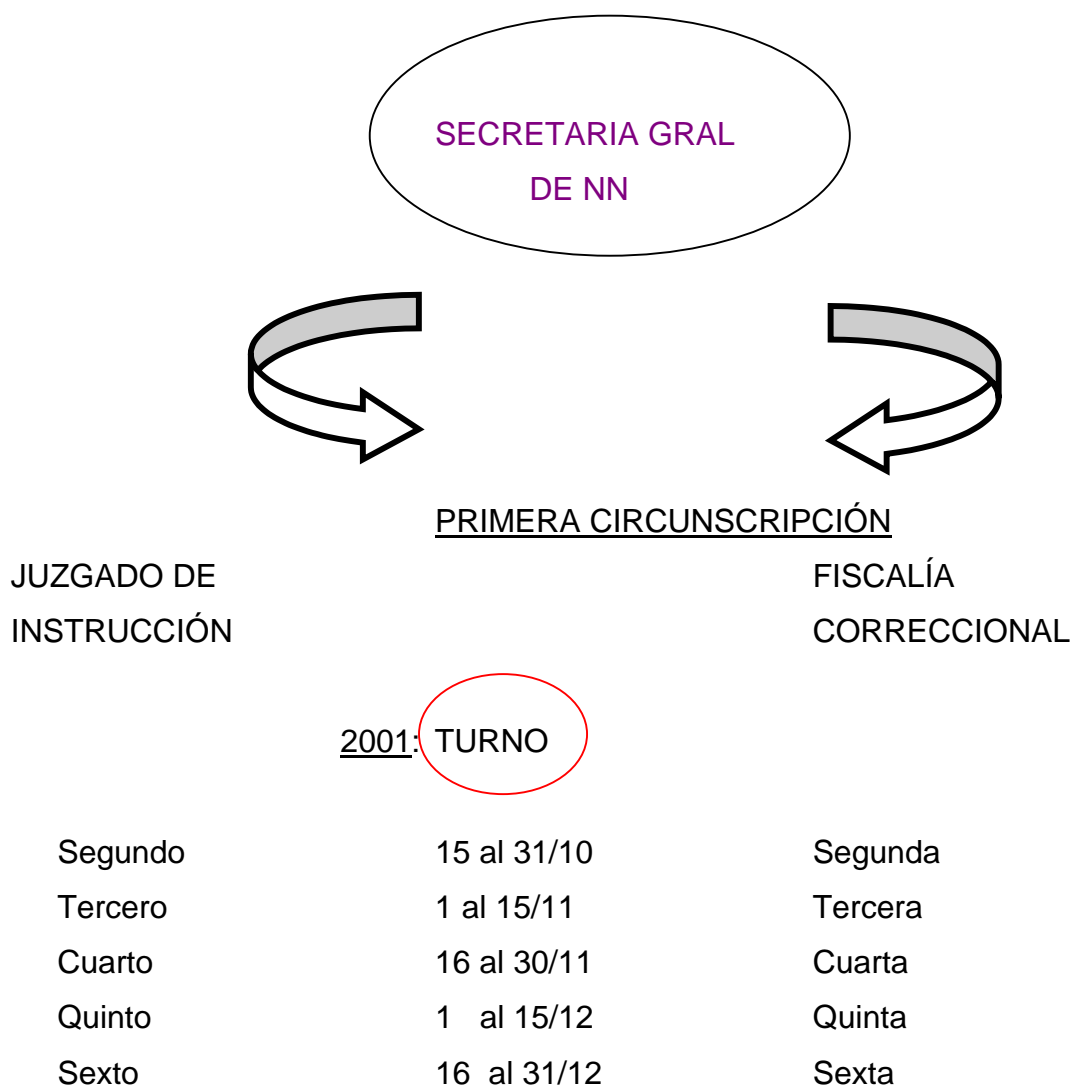 SECRETARIA GRAL
DE NN
PRIMERA CIRCUNSCRIPCIÓN
JUZGADO DE FISCALÍA
INSTRUCCIÓN CORRECCIONAL
2001: TURNO
Segundo 15 al 31/10 Segunda
Tercero 1 al 15/11 Tercera
Cuarto 16 al 30/11 Cuarta
Quinto 1 al 15/12 Quinta
Sexto 16 al 31/12 Sexta